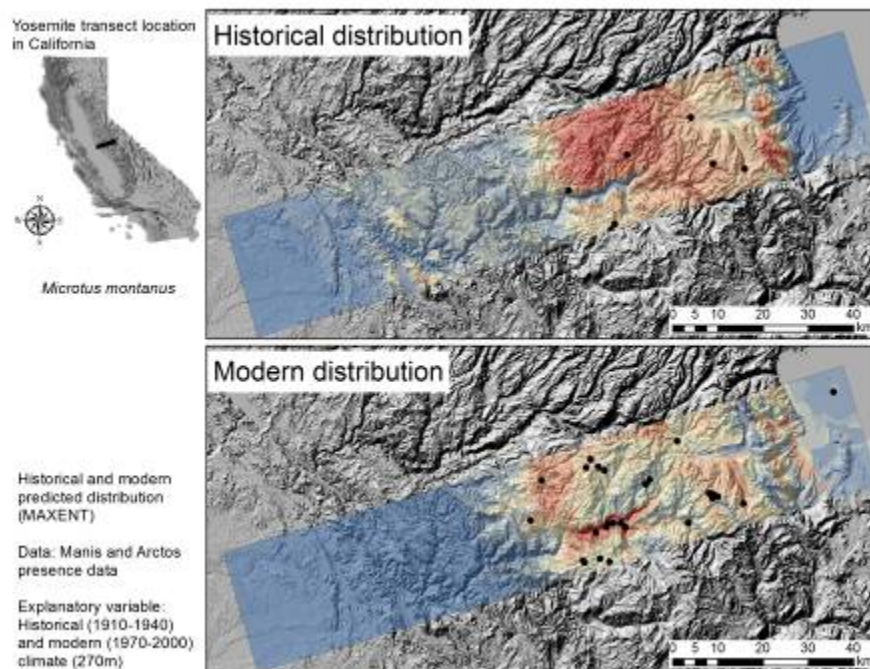 Yosemite transect location
in California
Microtus montanus
Historical distribution
0 5 10 20 30 40
km
Modern distribution
0 5 10 20 30 40
km
Historical and modern
predicted distribution
(MAXENT)
Data: Manis and Arctos
presence data
Explanatory variable:
Historical (1910-1940)
and modern (1970-2000)
climate (270m)